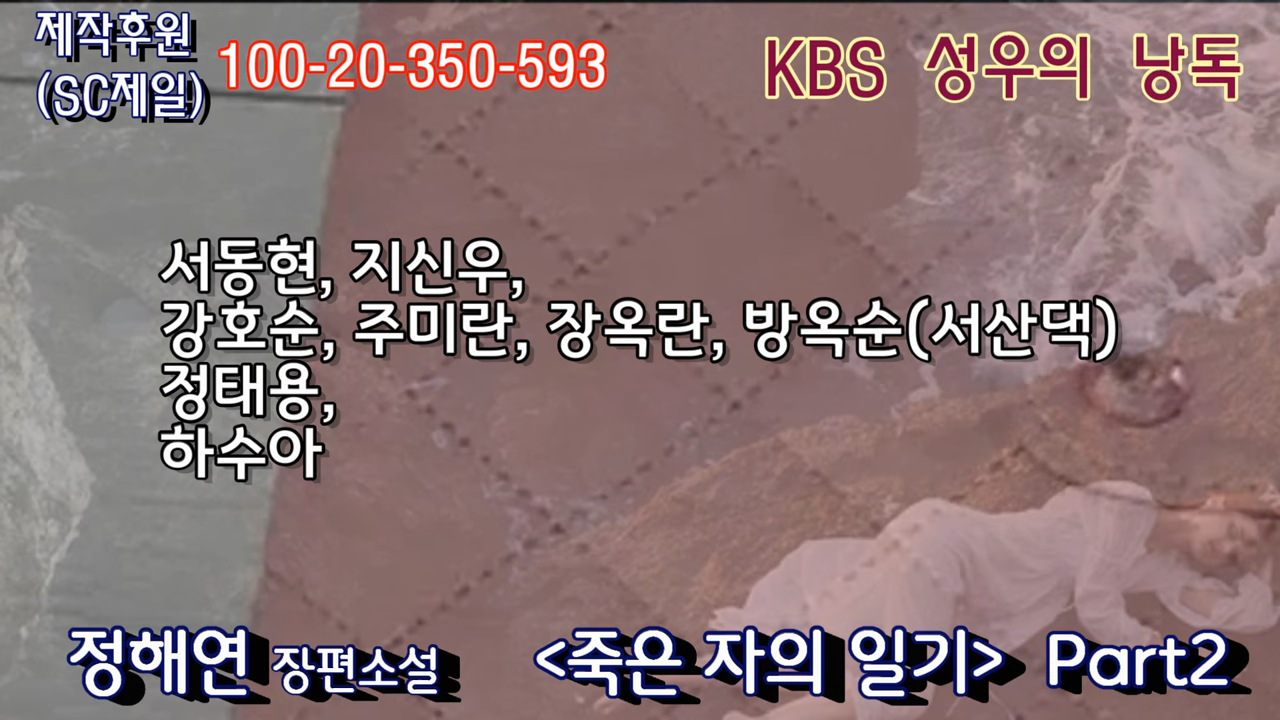 제작후원
(SC제일)
100-20-350-593
KBS 성우의 낭독
서동현, 지신우,
강호순, 주미란, 장옥란, 방옥순(서산댁)
정태용,
하수아
정해연 장편소설 <죽은 자의 일기> Part2